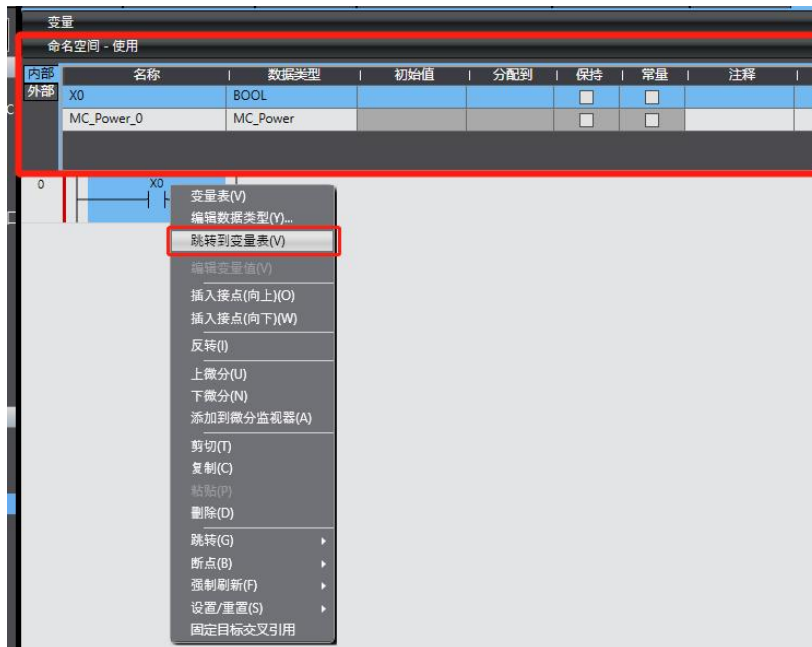 变量
命名空间 - 使用
内部 名称 数据类型 初始值 分配到 保持 常量 注释
外部 X0 BOOL
MC_Power_0 MC_Power
0 X0
变量表(V)
编辑数据类型(Y)...
跳转到变量表(V)
编辑变量值(V)
插入接点(向上)(O)
插入接点(向下)(W)
反转(I)
上微分(U)
下微分(N)
添加到微分监视器(A)
剪切(T)
复制(C)
粘贴(P)
删除(D)
跳转(G)
断点(B)
强制刷新(F)
设置/重置(S)
固定目标交叉引用